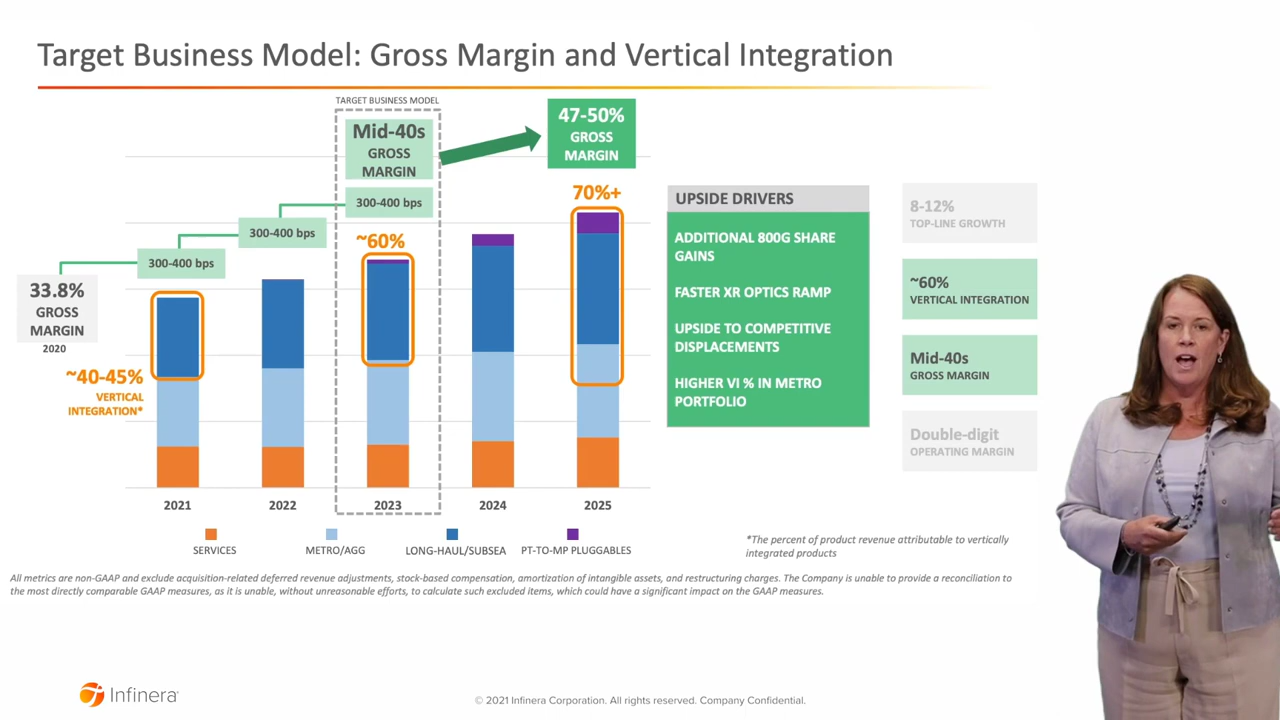 Target Business Model: Gross Margin and Vertical Integration
TARGET BUSINESS MODEL
Mid-40s
GROSS
MARGIN
47-50%
GROSS
MARGIN
300-400 bps
300-400 bps
300-400 bps
33.8%
GROSS
MARGIN
2020
~40-45%
VERTICAL
INTEGRATION*
~60%
70%+
2021
2022
2023
2024
2025
SERVICES
METRO/AGG
LONG-HAUL/SUBSEA
PT-TO-MP PLUGGABLES
UPSIDE DRIVERS
ADDITIONAL 800G SHARE
GAINS
FASTER XR OPTICS RAMP
UPSIDE TO COMPETITIVE
DISPLACEMENTS
HIGHER VI % IN METRO
PORTFOLIO
8-12%
TOP-LINE GROWTH
~60%
VERTICAL INTEGRATION
Mid-40s
GROSS MARGIN
Double-digit
OPERATING MARGIN
*The percent of product revenue attributable to vertically
integrated products
All metrics are non-GAAP and exclude acquisition-related deferred revenue adjustments, stock-based compensation, amortization of intangible assets, and restructuring charges. The Company is unable to provide a reconciliation to
the most directly comparable GAAP measures, as it is unable, without unreasonable efforts, to calculate such excluded items, which could have a significant impact on the GAAP measures.
Infinera
© 2021 Infinera Corporation. All rights reserved. Company Confidential.